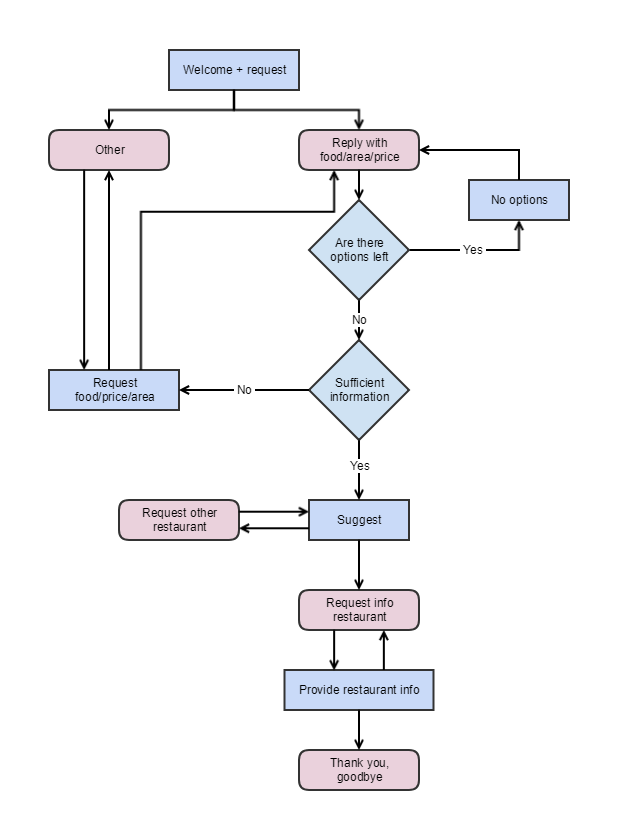 Welcome + request
Other
Reply with
food/area/price
No options
Are there
options left
Yes
No
Request
food/price/area
No
Sufficient
information
Yes
Request other
restaurant
Suggest
Request info
restaurant
Provide restaurant info
Thank you,
goodbye